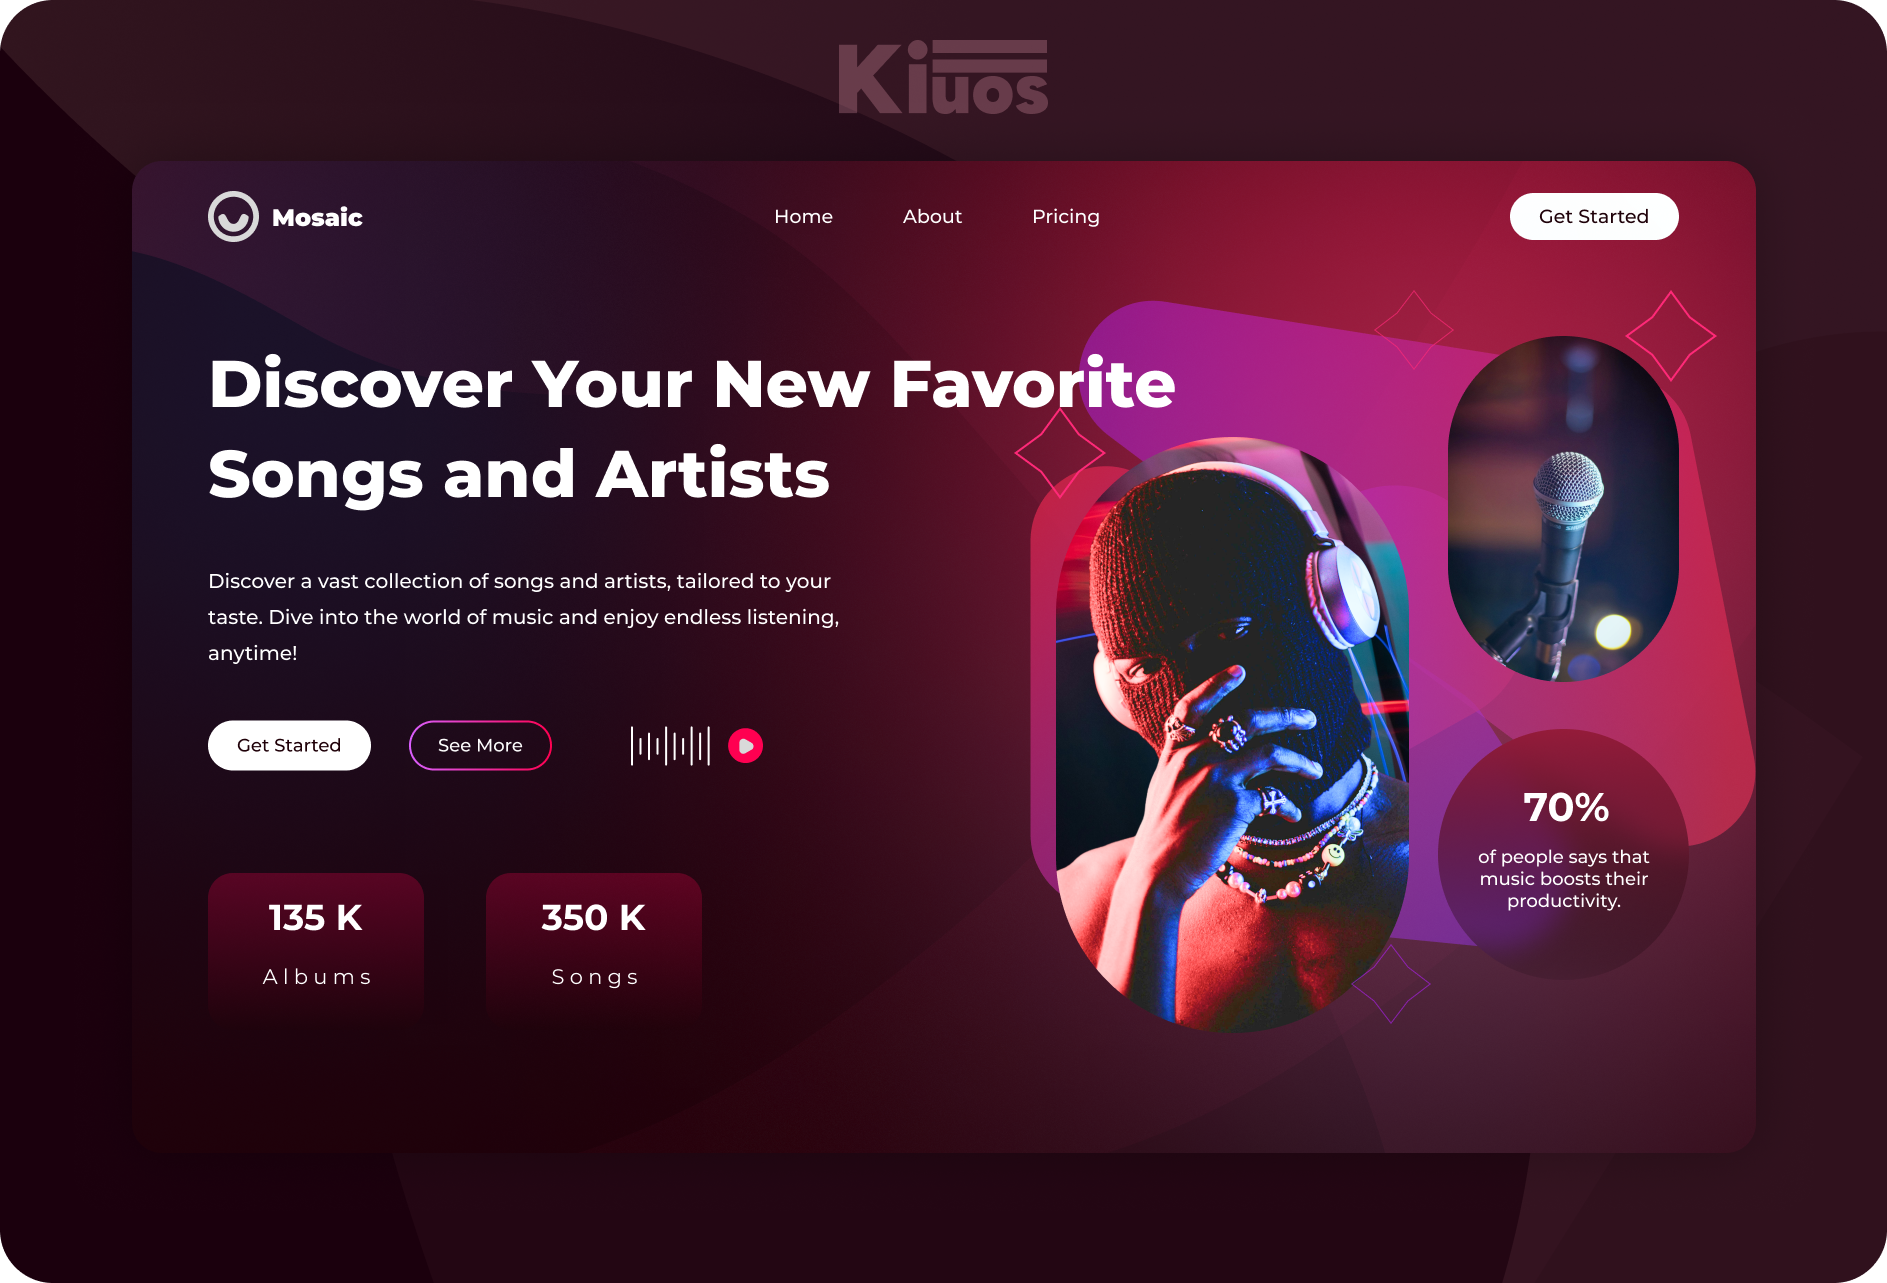 Kiuos
Mosaic
Home
About
Pricing
Get Started
Discover Your New Favorite
Songs and Artists
Discover a vast collection of songs and artists, tailored to your
taste. Dive into the world of music and enjoy endless listening,
anytime!
Get Started
See More
135 K
Albums
350 K
Songs
70%
of people says that
music boosts their
productivity.